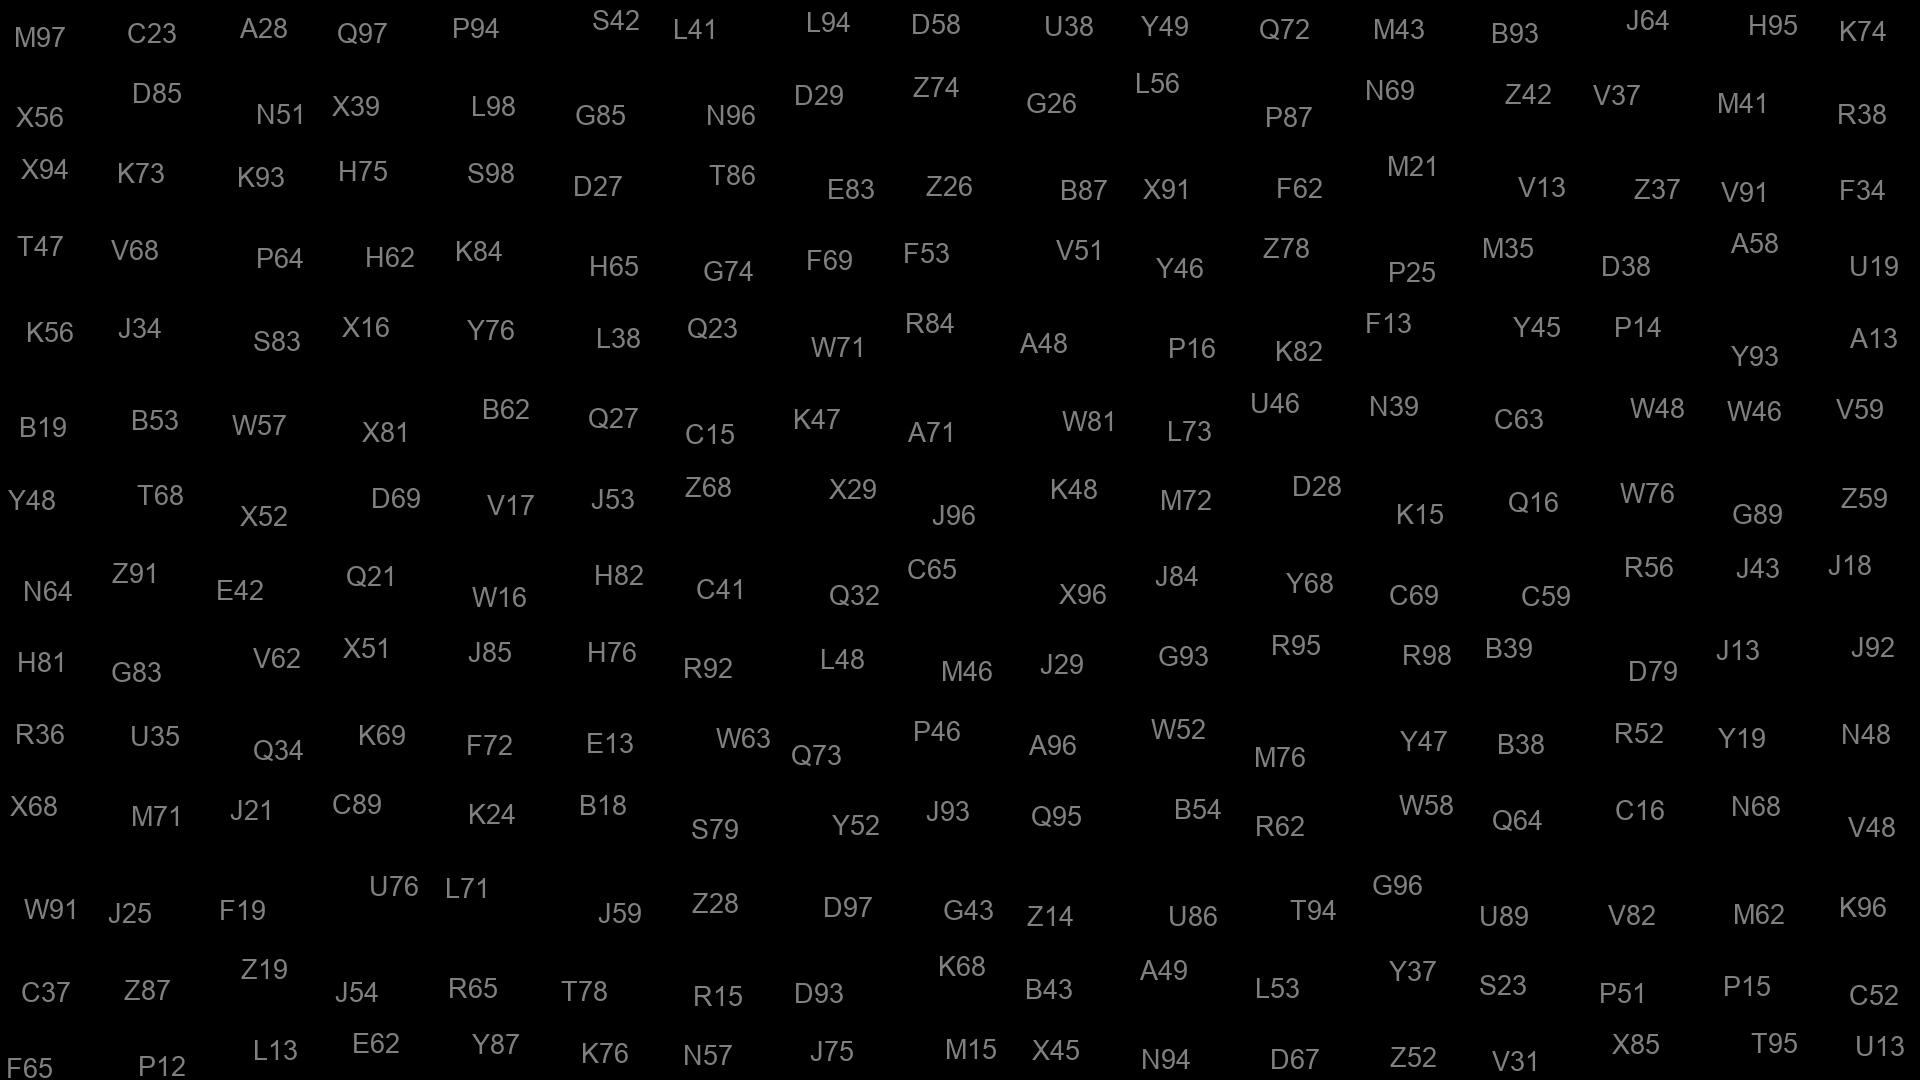 M97 C23 A28 Q97 P94 S42 L41 L94 D58 U38 Y49 Q72 M43 B93 J64 H95 K74
X56 D85 N51 X39 L98 G85 N96 D29 Z74 G26 L56 P87 N69 Z42 V37 M41 R38
X94 K73 K93 H75 S98 D27 T86 E83 Z26 B87 X91 F62 M21 V13 Z37 V91 F34
T47 V68 P64 H62 K84 H65 G74 F69 F53 V51 Y46 Z78 P25 M35 D38 A58 U19
K56 J34 S83 X16 Y76 L38 Q23 W71 R84 A48 P16 K82 F13 Y45 P14 Y93 A13
B19 B53 W57 X81 B62 Q27 C15 K47 A71 W81 L73 U46 N39 C63 W48 W46 V59
Y48 T68 X52 D69 V17 J53 Z68 X29 J96 K48 M72 D28 K15 Q16 W76 G89 Z59
N64 Z91 E42 Q21 W16 H82 C41 Q32 C65 X96 J84 Y68 C69 C59 R56 J43 J18
H81 G83 V62 X51 J85 H76 R92 L48 M46 J29 G93 R95 R98 B39 D79 J13 J92
R36 U35 Q34 K69 F72 E13 W63 Q73 P46 A96 W52 M76 Y47 B38 R52 Y19 N48
X68 M71 J21 C89 K24 B18 S79 Y52 J93 Q95 B54 R62 W58 Q64 C16 N68 V48
W91 J25 F19 U76 L71 J59 Z28 D97 G43 Z14 U86 T94 G96 U89 V82 M62 K96
C37 Z87 Z19 J54 R65 T78 R15 D93 K68 B43 A49 L53 Y37 S23 P51 P15 C52
F65 P12 L13 E62 Y87 K76 N57 J75 M15 X45 N94 D67 Z52 V31 X85 T95 U13